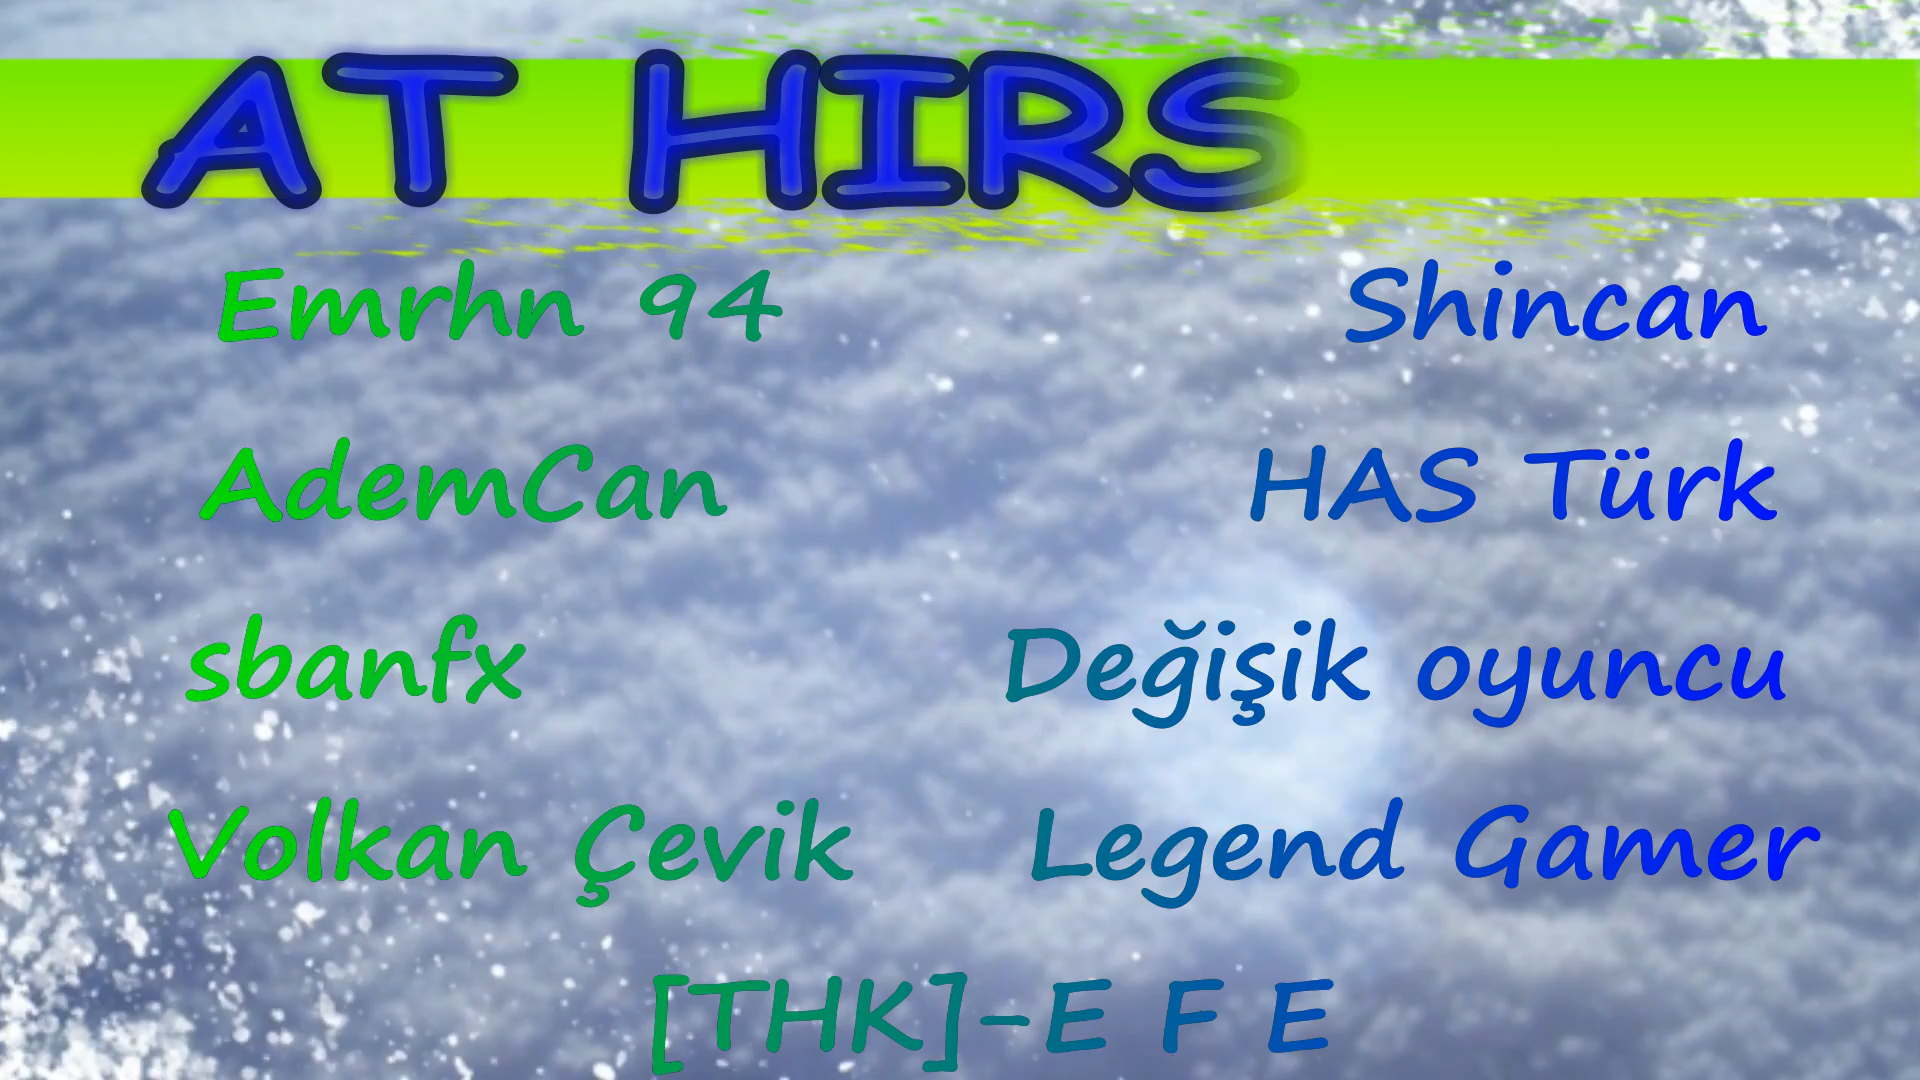 AT HIRS
Emrhn 94 Shincan
AdemCan HAS Türk
sbanfx Değişik oyuncu
Volkan Çevik Legend Gamer
[THK]-E F E